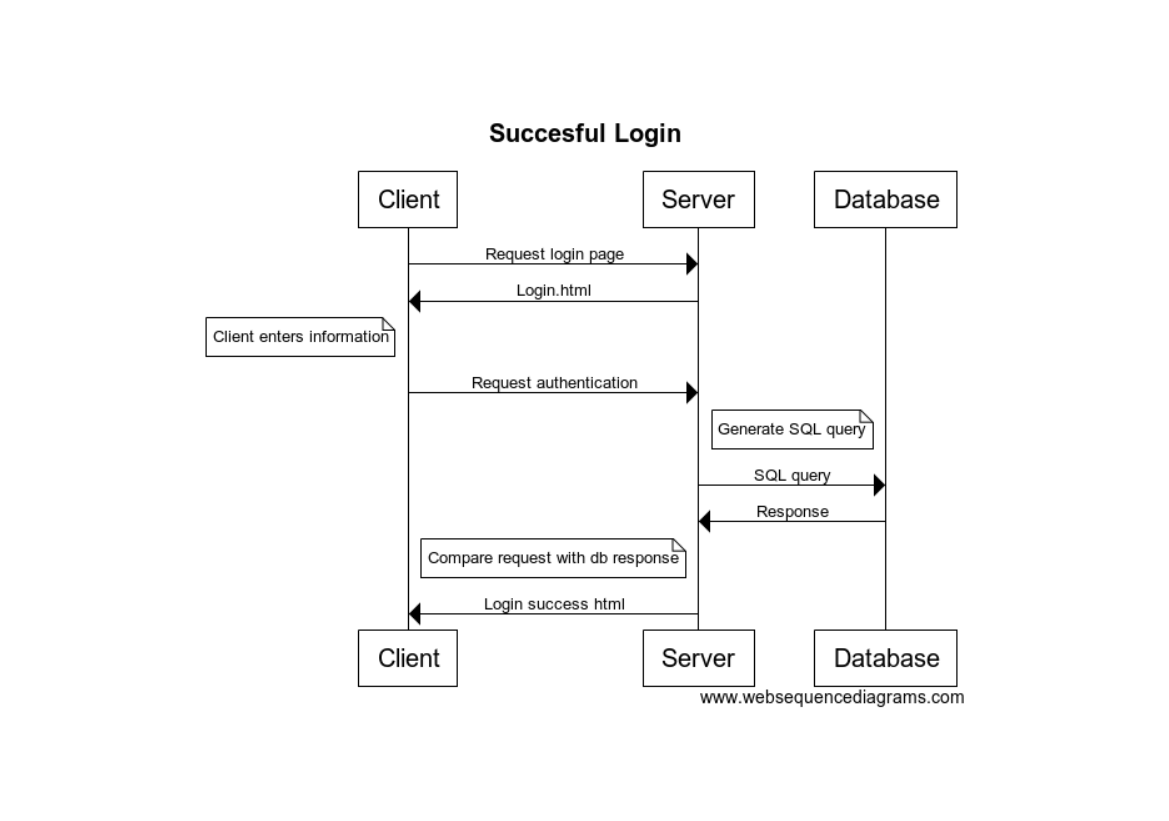 Succesful Login
Client
Server
Database
Request login page
Login.html
Client enters information
Request authentication
Generate SQL query
SQL query
Response
Compare request with db response
Login success html
Client
Server
Database
www.websequencediagrams.com